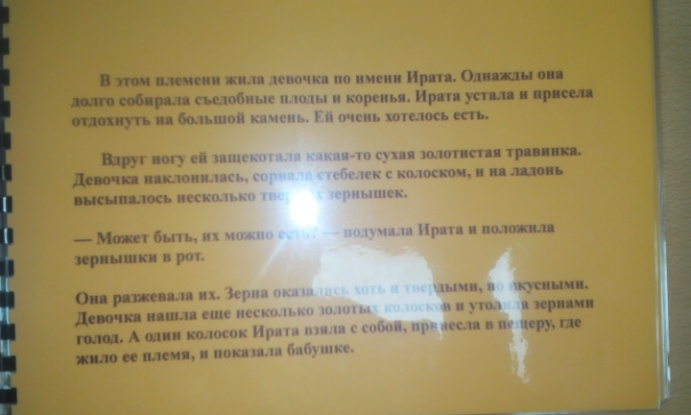 В этом племени жила девочка по имени Ирата. Однажды она
долго собирала съедобные плоды и коренья. Ирата устала и присела
отдохнуть на большой камень. Ей очень хотелось есть.
Вдруг ногу ей защекотала какая-то сухая золотистая травинка.
Девочка наклонилась, сорвала стебелек с колоском, и на ладонь
высыпалось несколько зернышек.
— Может быть, их можно есть? — подумала Ирата и положила
зернышки в рот.
Она разжевала их. Зерна оказались хоть и твердыми, но вкусными.
Девочка нашла еще несколько золотых колосков и утолила зернами
голод. А один колосок Ирата взяла с собой, принесла в пещеру, где
жило ее племя, и показала бабушке.